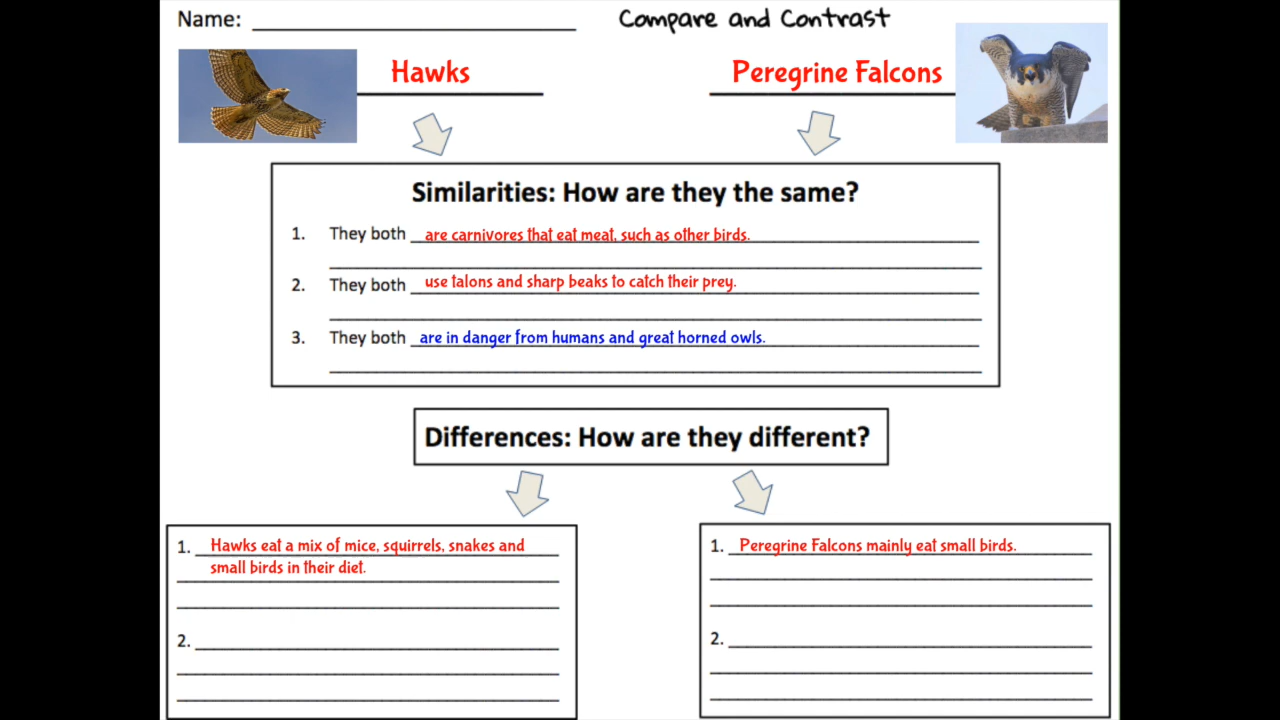 Name:
Compare and Contrast
Hawks
Peregrine Falcons
Similarities: How are they the same?
1. They both are carnivores that eat meat, such as other birds.
2. They both use talons and sharp beaks to catch their prey.
3. They both are in danger from humans and great horned owls.
Differences: How are they different?
1. Hawks eat a mix of mice, squirrels, snakes and
small birds in their diet.
2.
1. Peregrine Falcons mainly eat small birds.
2.